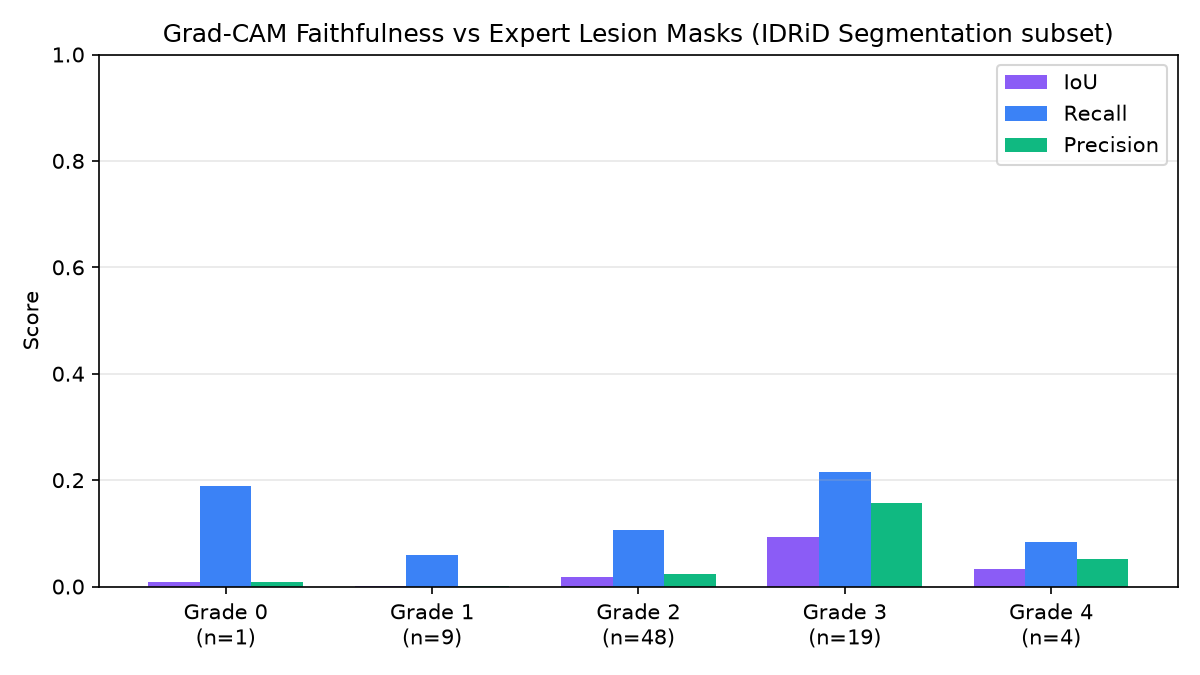 Grad-CAM Faithfulness vs Expert Lesion Masks (IDRiD Segmentation subset)
IoU
Recall
Precision
Score
1.0
0.8
0.6
0.4
0.2
0.0
Grade 0
(n=1)
Grade 1
(n=9)
Grade 2
(n=48)
Grade 3
(n=19)
Grade 4
(n=4)